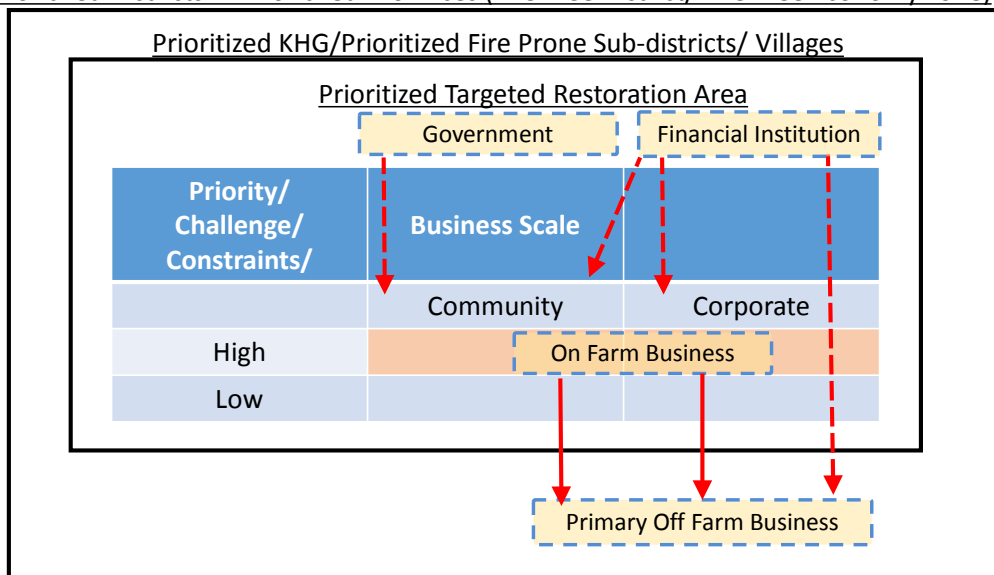 Prioritized KHG/Prioritized Fire Prone Sub-districts/ Villages
Prioritized Targeted Restoration Area
Government
Financial Institution
Priority/
Challenge/
Constraints/
Business Scale
Community
Corporate
High
On Farm Business
Low
Primary Off Farm Business